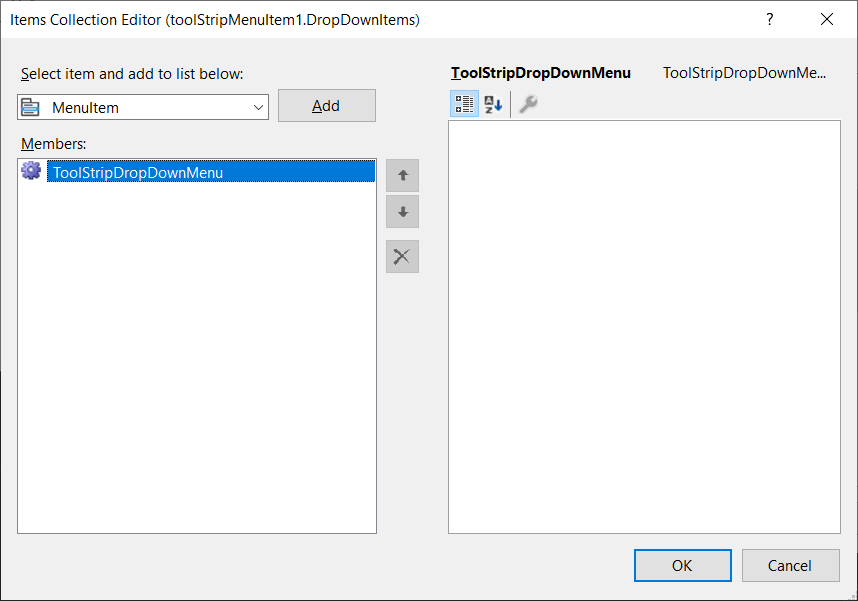 Items Collection Editor (toolStripMenuItem1.DropDownItems)
?
Select item and add to list below:
MenuItem
Add
Members:
ToolStripDropDownMenu
ToolStripDropDownMenu
ToolStripDropDownMe...
A
Z
OK
Cancel